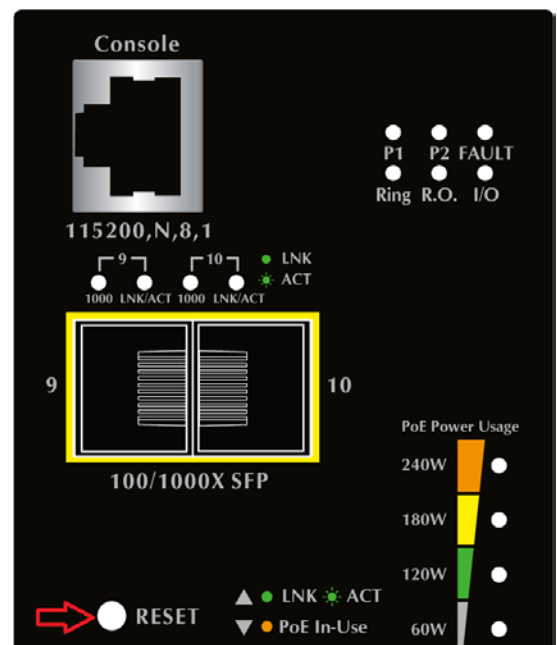 Console
115200,N,8,1
P1 P2 FAULT
Ring R.O. I/O
9 10 LNK
ACT
1000 LNK/ACT 1000 LNK/ACT
9 10
100/1000X SFP
PoE Power Usage
240W
180W
120W
60W
RESET
LNK ACT
PoE In-Use